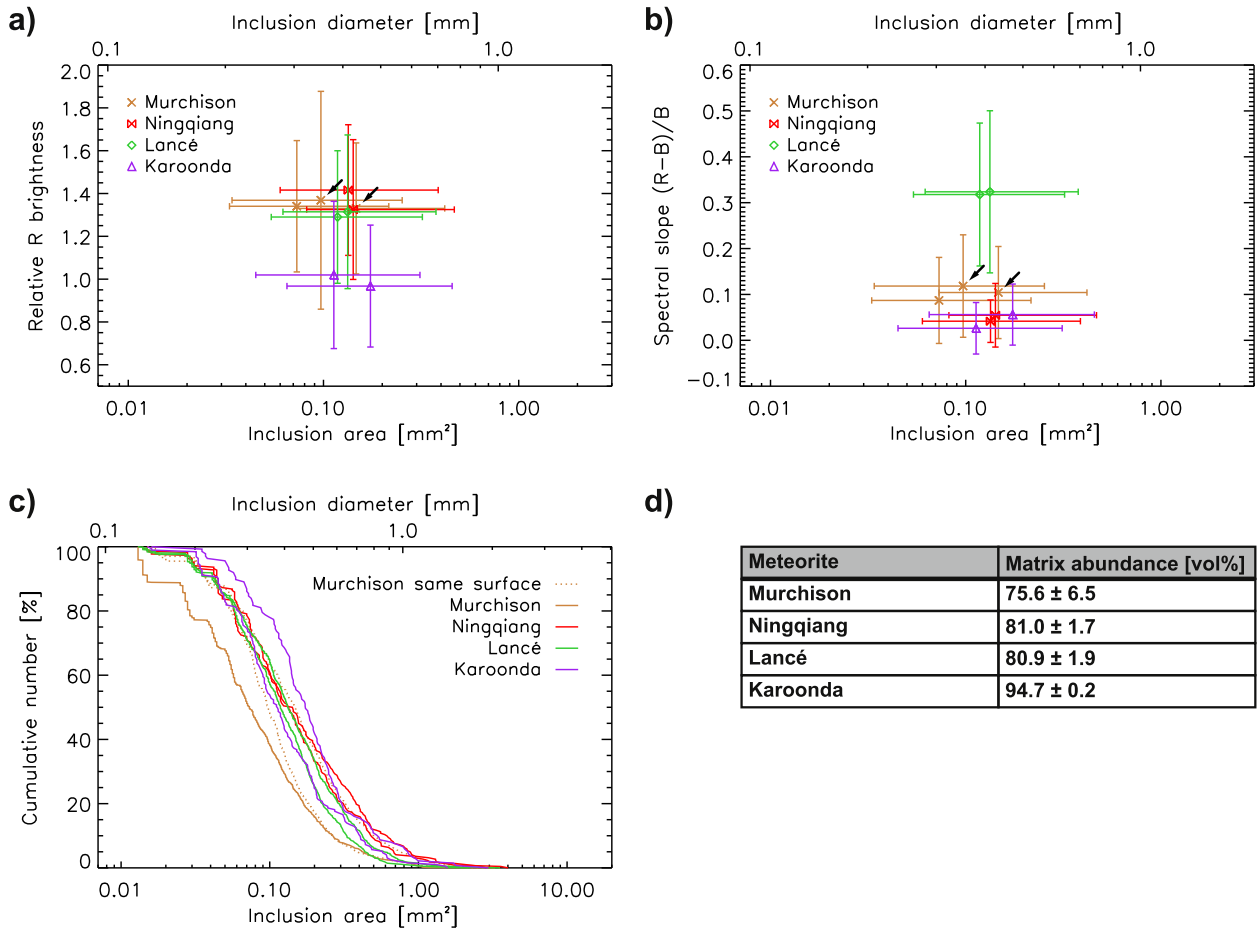 a)
Inclusion diameter [mm]
0.1 1.0
2.0
1.8
1.6
1.4
1.2
1.0
0.8
0.6
Relative R brightness
Murchison
Ningqiang
Lancé
Karoonda
0.01 0.10 1.00
Inclusion area [mm²]
b)
Inclusion diameter [mm]
0.1 1.0
0.6
0.5
0.4
0.3
0.2
0.1
0.0
−0.1
Spectral slope (R−B)/B
Murchison
Ningqiang
Lancé
Karoonda
0.01 0.10 1.00
Inclusion area [mm²]
c)
Inclusion diameter [mm]
0.1 1.0
100
80
60
40
20
0
Cumulative number [%]
Murchison same surface
Murchison
Ningqiang
Lancé
Karoonda
0.01 0.10 1.00 10.00
Inclusion area [mm²]
d)
Meteorite Matrix abundance [vol%]
Murchison 75.6 ± 6.5
Ningqiang 81.0 ± 1.7
Lancé 80.9 ± 1.9
Karoonda 94.7 ± 0.2